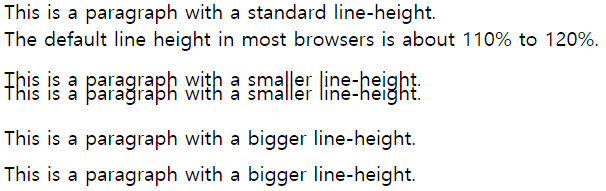 This is a paragraph with a standard line-height.
The default line height in most browsers is about 110% to 120%.
This is a paragraph with a smaller line-height.
This is a paragraph with a smaller line-height.
This is a paragraph with a bigger line-height.
This is a paragraph with a bigger line-height.